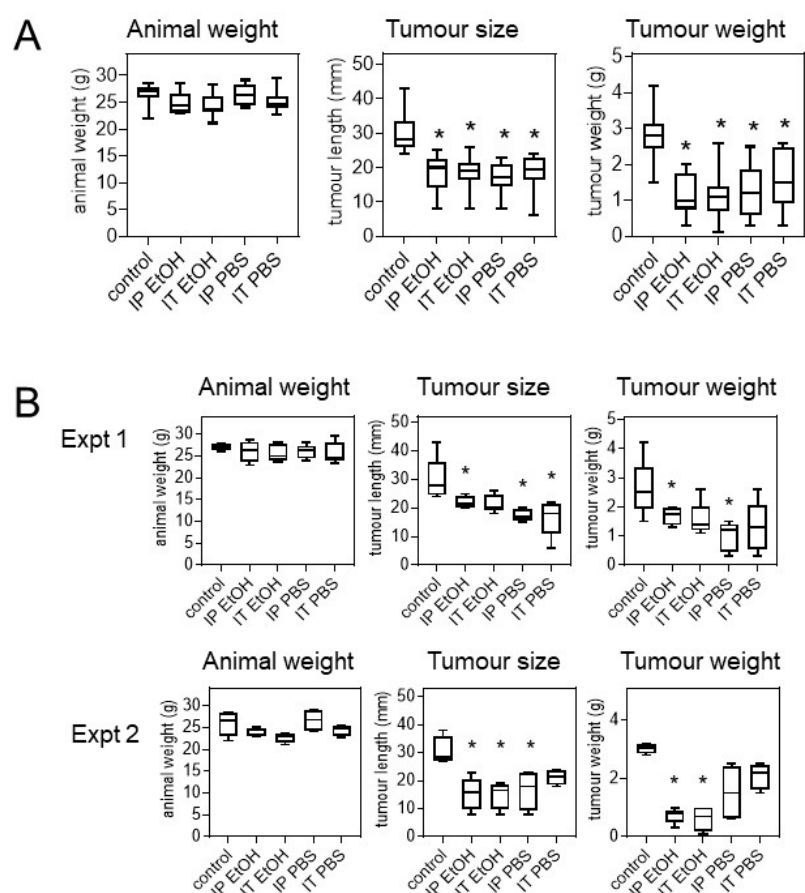 A
Animal weight
Tumour size
Tumour weight
animal weight (g)
30
25
20
15
10
5
0
control
IP EtOH
IT EtOH
IP PBS
IT PBS
tumour length (mm)
50
40
30
20
10
0
* * * *
control
IP EtOH
IT EtOH
IP PBS
IT PBS
tumour weight (g)
5
4
3
2
1
0
* * * *
control
IP EtOH
IT EtOH
IP PBS
IT PBS
B
Expt 1
Animal weight
Tumour size
Tumour weight
animal weight (g)
30
25
20
15
10
5
0
control
IP EtOH
IT EtOH
IP PBS
IT PBS
tumour length (mm)
50
40
30
20
10
0
* * *
control
IP EtOH
IT EtOH
IP PBS
IT PBS
tumour weight (g)
5
4
3
2
1
0
* *
control
IP EtOH
IT EtOH
IP PBS
IT PBS
Expt 2
Animal weight
Tumour size
Tumour weight
animal weight (g)
30
25
20
15
10
5
0
control
IP EtOH
IT EtOH
IP PBS
IT PBS
tumour length (mm)
50
40
30
20
10
0
* * *
control
IP EtOH
IT EtOH
IP PBS
IT PBS
tumour weight (g)
4
2
0
* *
control
IP EtOH
IT EtOH
IP PBS
IT PBS